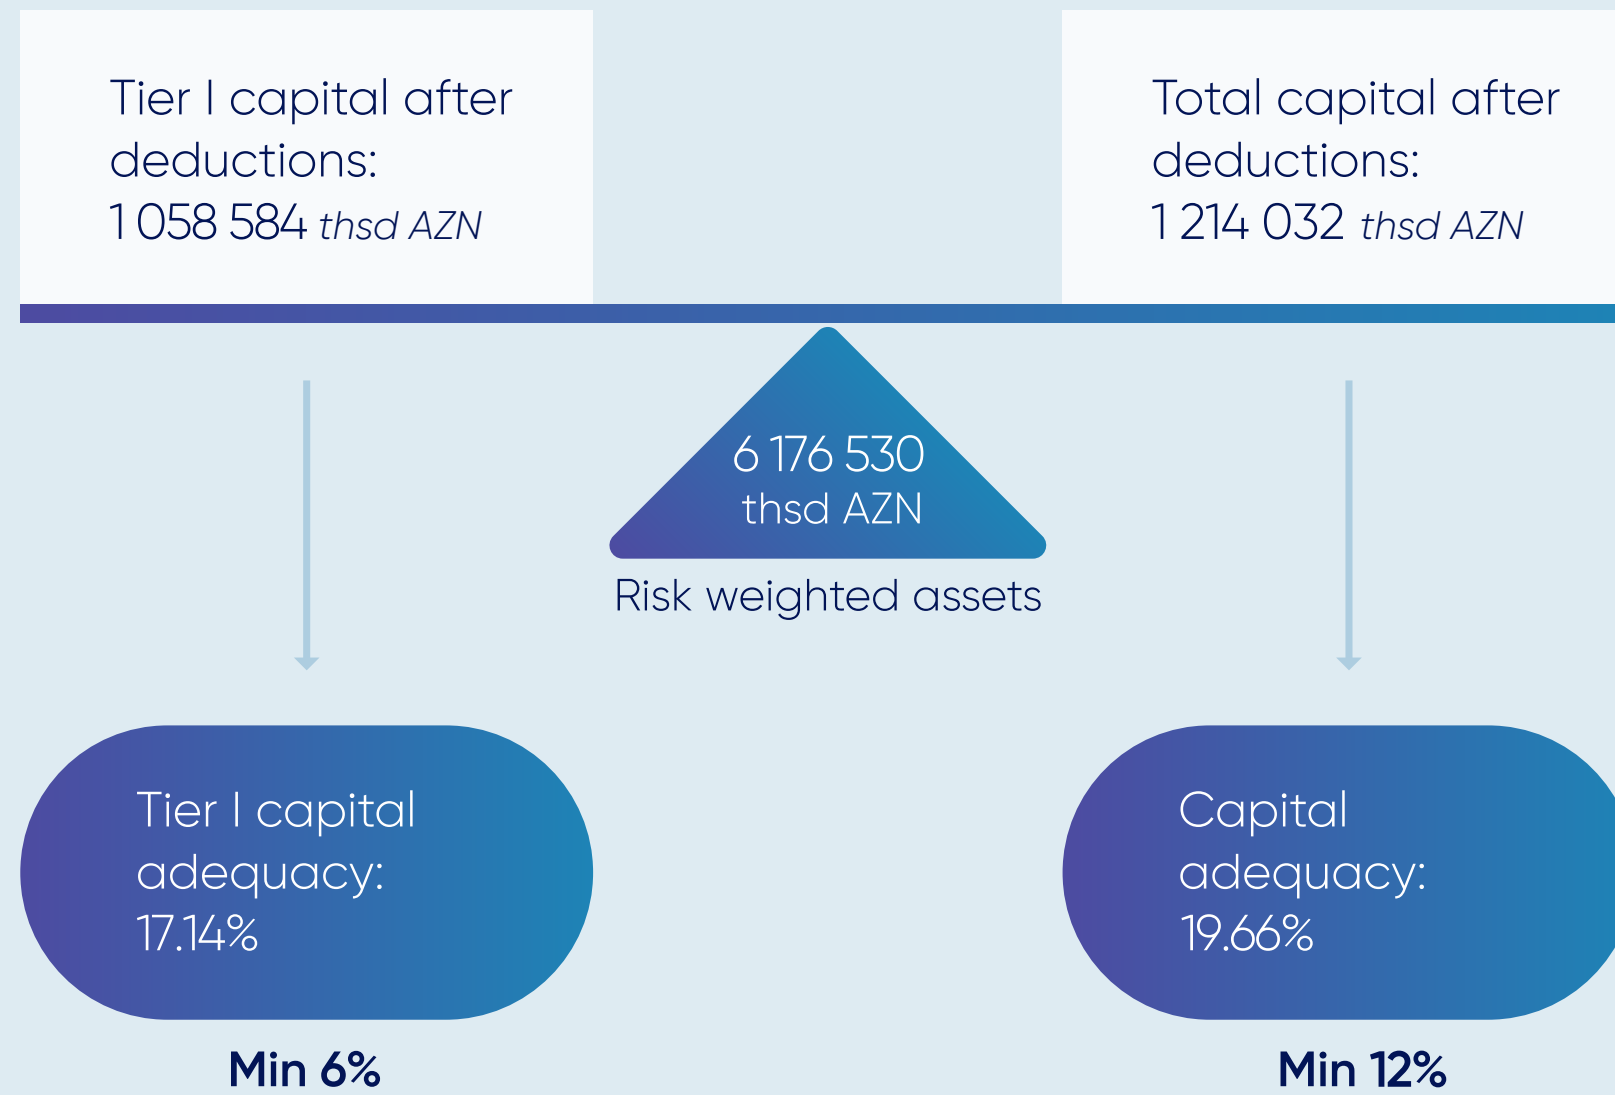 Tier I capital after
deductions:
1 058 584 thsd AZN
Total capital after
deductions:
1 214 032 thsd AZN
6 176 530
thsd AZN
Risk weighted assets
Tier I capital
adequacy:
17.14%
Min 6%
Capital
adequacy:
19.66%
Min 12%